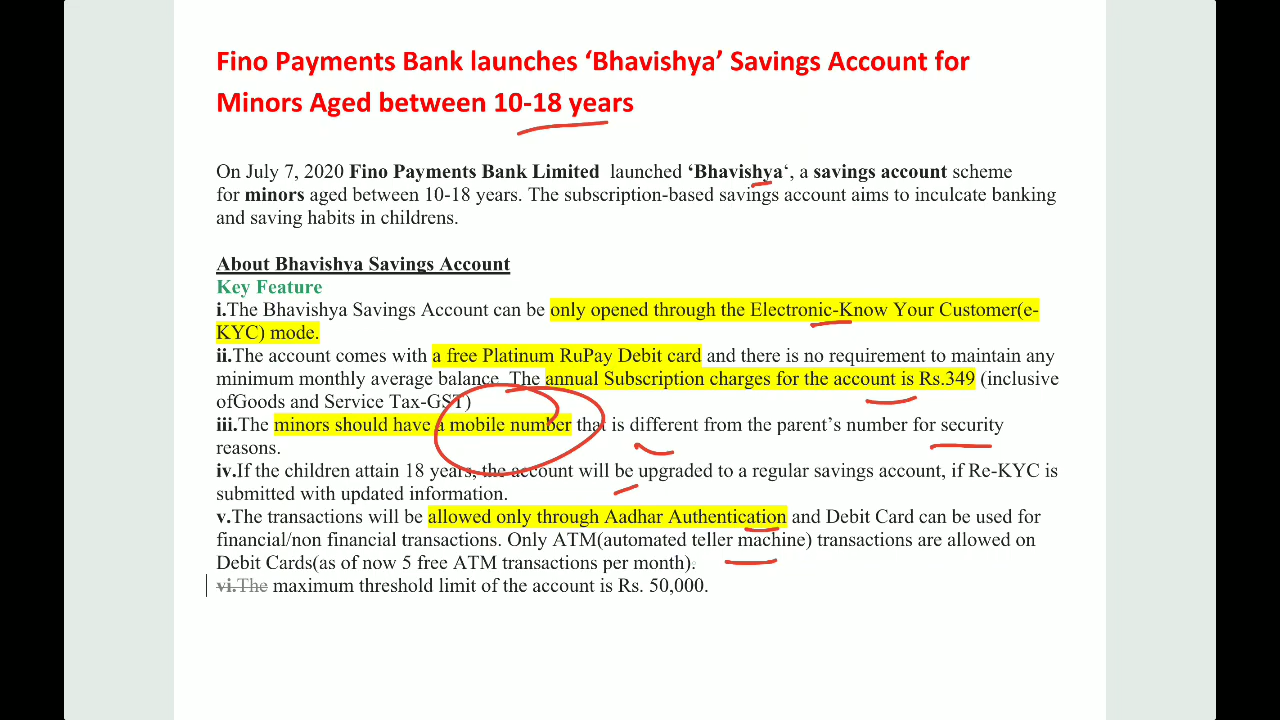 Fino Payments Bank launches ‘Bhavishya’ Savings Account for
Minors Aged between 10-18 years
On July 7, 2020 Fino Payments Bank Limited launched ‘Bhavishya‘, a savings account scheme
for minors aged between 10-18 years. The subscription-based savings account aims to inculcate banking
and saving habits in childrens.
About Bhavishya Savings Account
Key Feature
i.The Bhavishya Savings Account can be only opened through the Electronic-Know Your Customer(e-
KYC) mode.
ii.The account comes with a free Platinum RuPay Debit card and there is no requirement to maintain any
minimum monthly average balance. The annual Subscription charges for the account is Rs.349 (inclusive
ofGoods and Service Tax-GST)
iii.The minors should have a mobile number that is different from the parent’s number for security
reasons.
iv.If the children attain 18 years, the account will be upgraded to a regular savings account, if Re-KYC is
submitted with updated information.
v.The transactions will be allowed only through Aadhar Authentication and Debit Card can be used for
financial/non financial transactions. Only ATM(automated teller machine) transactions are allowed on
Debit Cards(as of now 5 free ATM transactions per month).
vi.The maximum threshold limit of the account is Rs. 50,000.